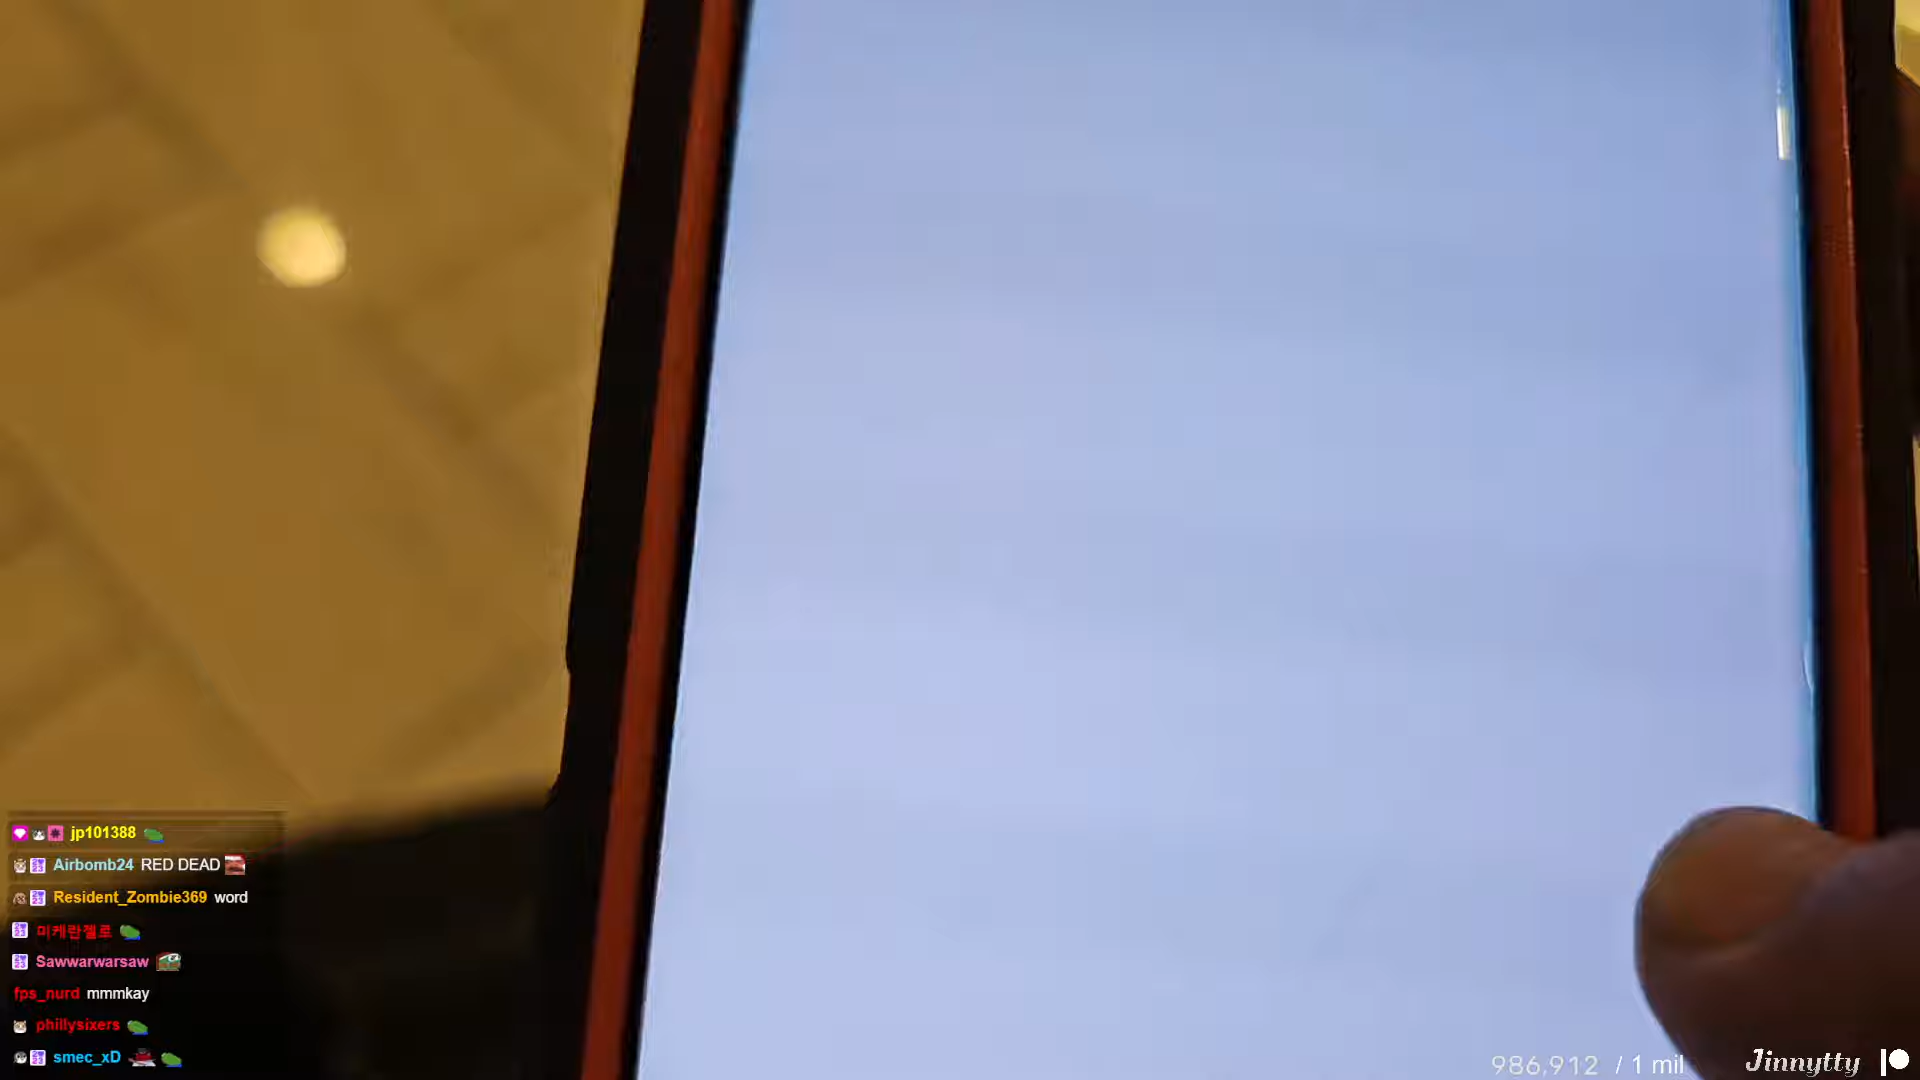 jp101388
Airbomb24 RED DEAD
Resident_Zombie369 word
미케란젤로
Sawwarwarsaw
fps_nurd mmmkay
phillysixers
smec_xD
986,912 / 1 mil
Jinnytty